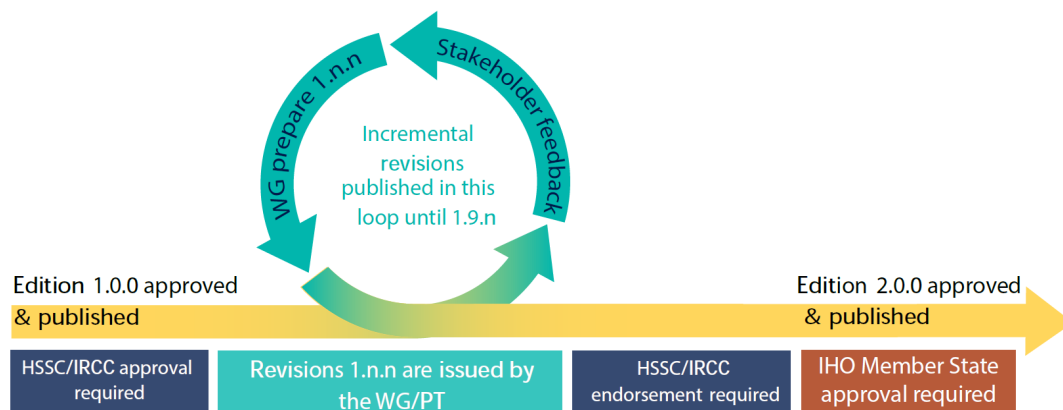 WG prepare 1.n.n
Stakeholder feedback
Incremental
revisions
published in this
loop until 1.9.n
Edition 1.0.0 approved
& published
Edition 2.0.0 approved
& published
HSSC/IRCC approval
required
Revisions 1.n.n are issued by
the WG/PT
HSSC/IRCC
endorsement required
IHO Member State
approval required